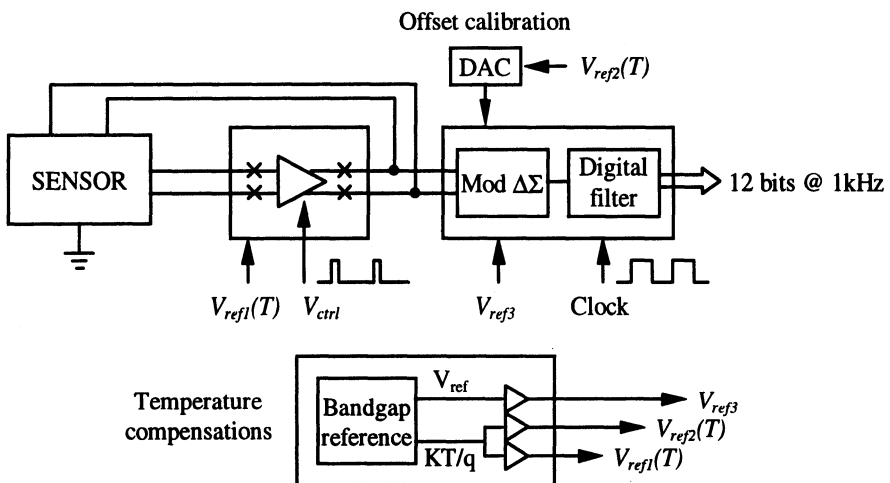 Offset calibration
DAC
V_ref2(T)
SENSOR
Mod ΔΣ
Digital
filter
12 bits @ 1kHz
V_ref1(T)
V_ctrl
V_ref3
Clock
Temperature
compensations
Bandgap
reference
V_ref
KT/q
V_ref3
V_ref2(T)
V_ref1(T)